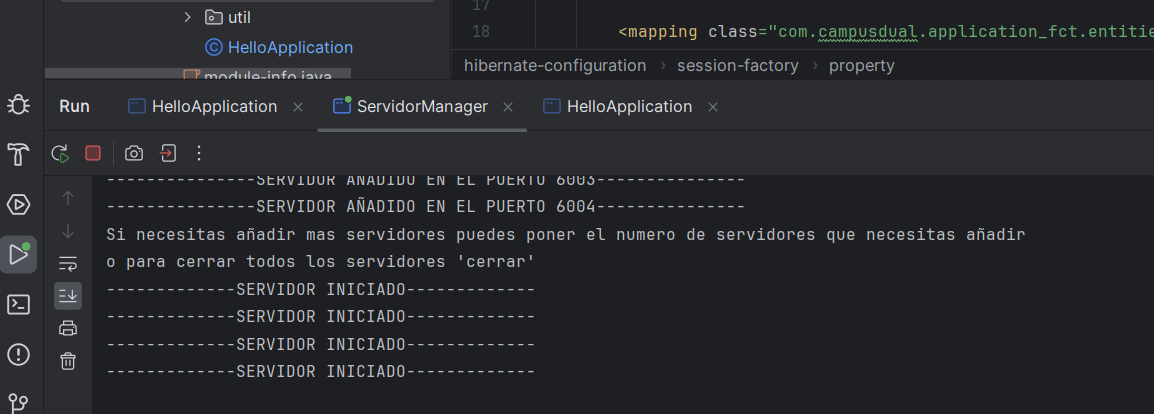 util
HelloApplication
module-info.java
17
18 <mapping class="com.campusdual.application_fct.entitie
hibernate-configuration > session-factory > property
Run HelloApplication × ServidorManager × HelloApplication ×
---------------SERVIDOR AÑADIDO EN EL PUERTO 6003---------------
---------------SERVIDOR AÑADIDO EN EL PUERTO 6004---------------
Si necesitas añadir mas servidores puedes poner el numero de servidores que necesitas añadir
o para cerrar todos los servidores 'cerrar'
-------------SERVIDOR INICIADO-------------
-------------SERVIDOR INICIADO-------------
-------------SERVIDOR INICIADO-------------
-------------SERVIDOR INICIADO-------------